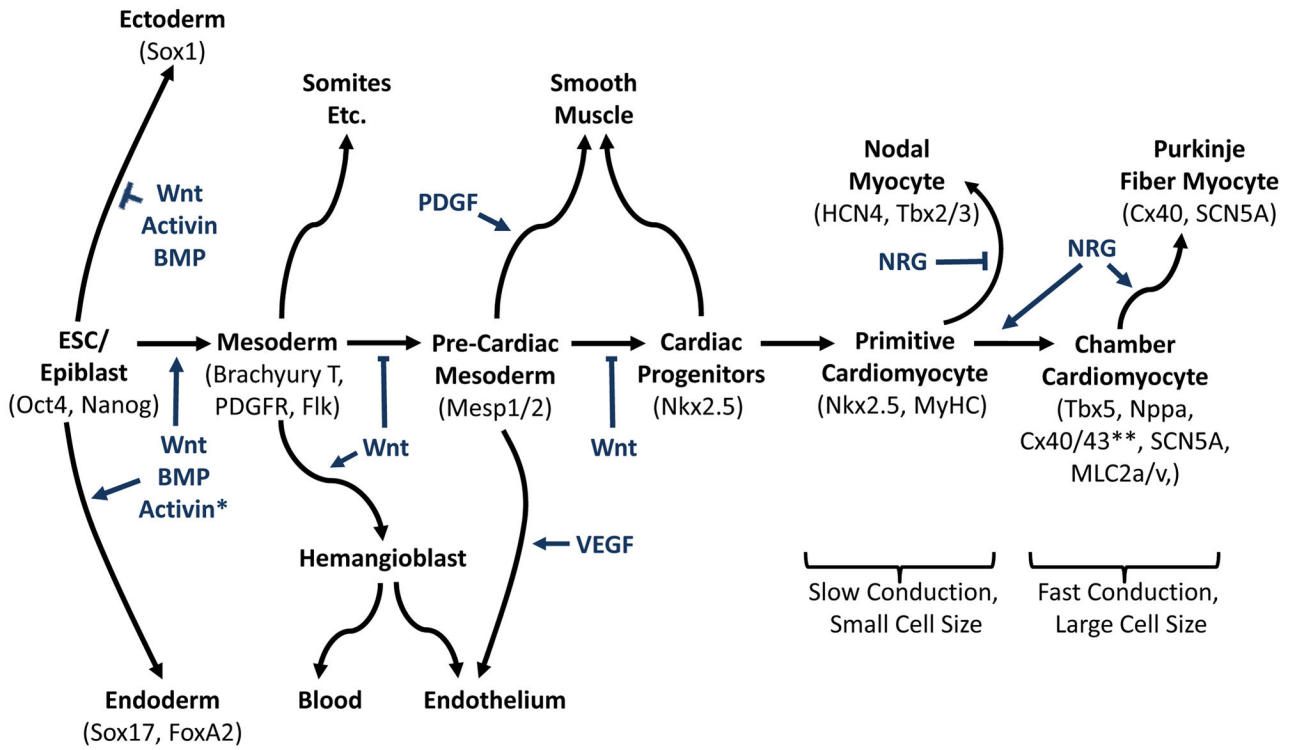 Ectoderm
(Sox1)
Somites
Etc.
Smooth
Muscle
Nodal
Myocyte
(HCN4, Tbx2/3)
Purkinje
Fiber Myocyte
(Cx40, SCN5A)
Wnt
Activin
BMP
PDGF
NRG
NRG
ESC/
Epiblast
(Oct4, Nanog)
Mesoderm
(Brachyury T,
PDGFR, Flk)
Pre-Cardiac
Mesoderm
(Mesp1/2)
Cardiac
Progenitors
(Nkx2.5)
Primitive
Cardiomyocyte
(Nkx2.5, MyHC)
Chamber
Cardiomyocyte
(Tbx5, Nppa,
Cx40/43**, SCN5A,
MLC2a/v,)
Wnt
BMP
Activin*
Wnt
Wnt
Hemangioblast
VEGF
Slow Conduction,
Small Cell Size
Fast Conduction,
Large Cell Size
Endoderm
(Sox17, FoxA2)
Blood
Endothelium